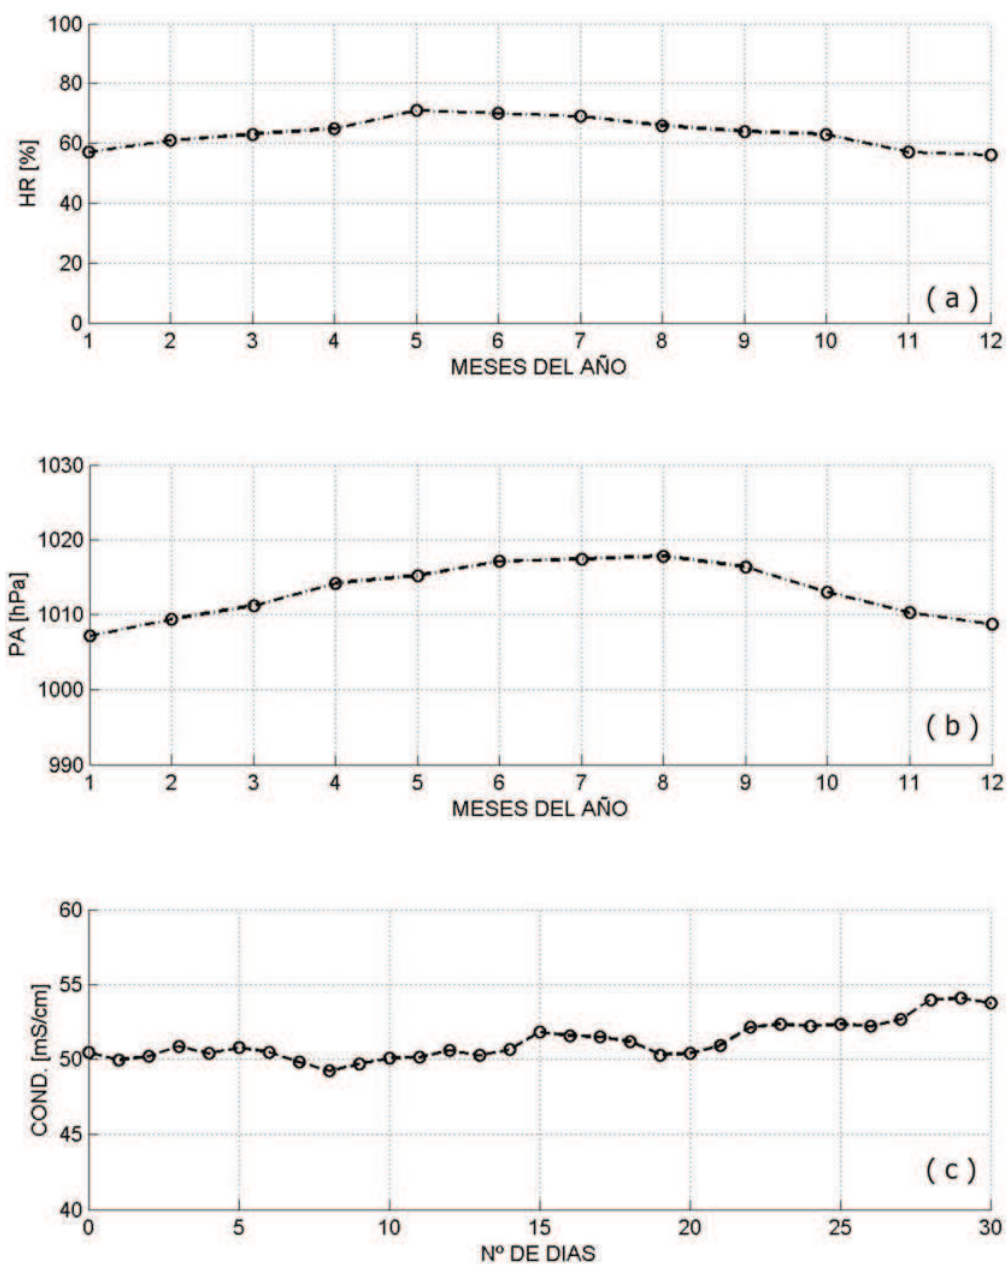 100
80
60
40
20
0
HR [%]
( a )
1 2 3 4 5 6 7 8 9 10 11 12
MESES DEL AÑO
1030
1020
1010
1000
990
PA [hPa]
( b )
1 2 3 4 5 6 7 8 9 10 11 12
MESES DEL AÑO
60
55
50
45
40
COND. [mS/cm]
( c )
0 5 10 15 20 25 30
Nº DE DIAS